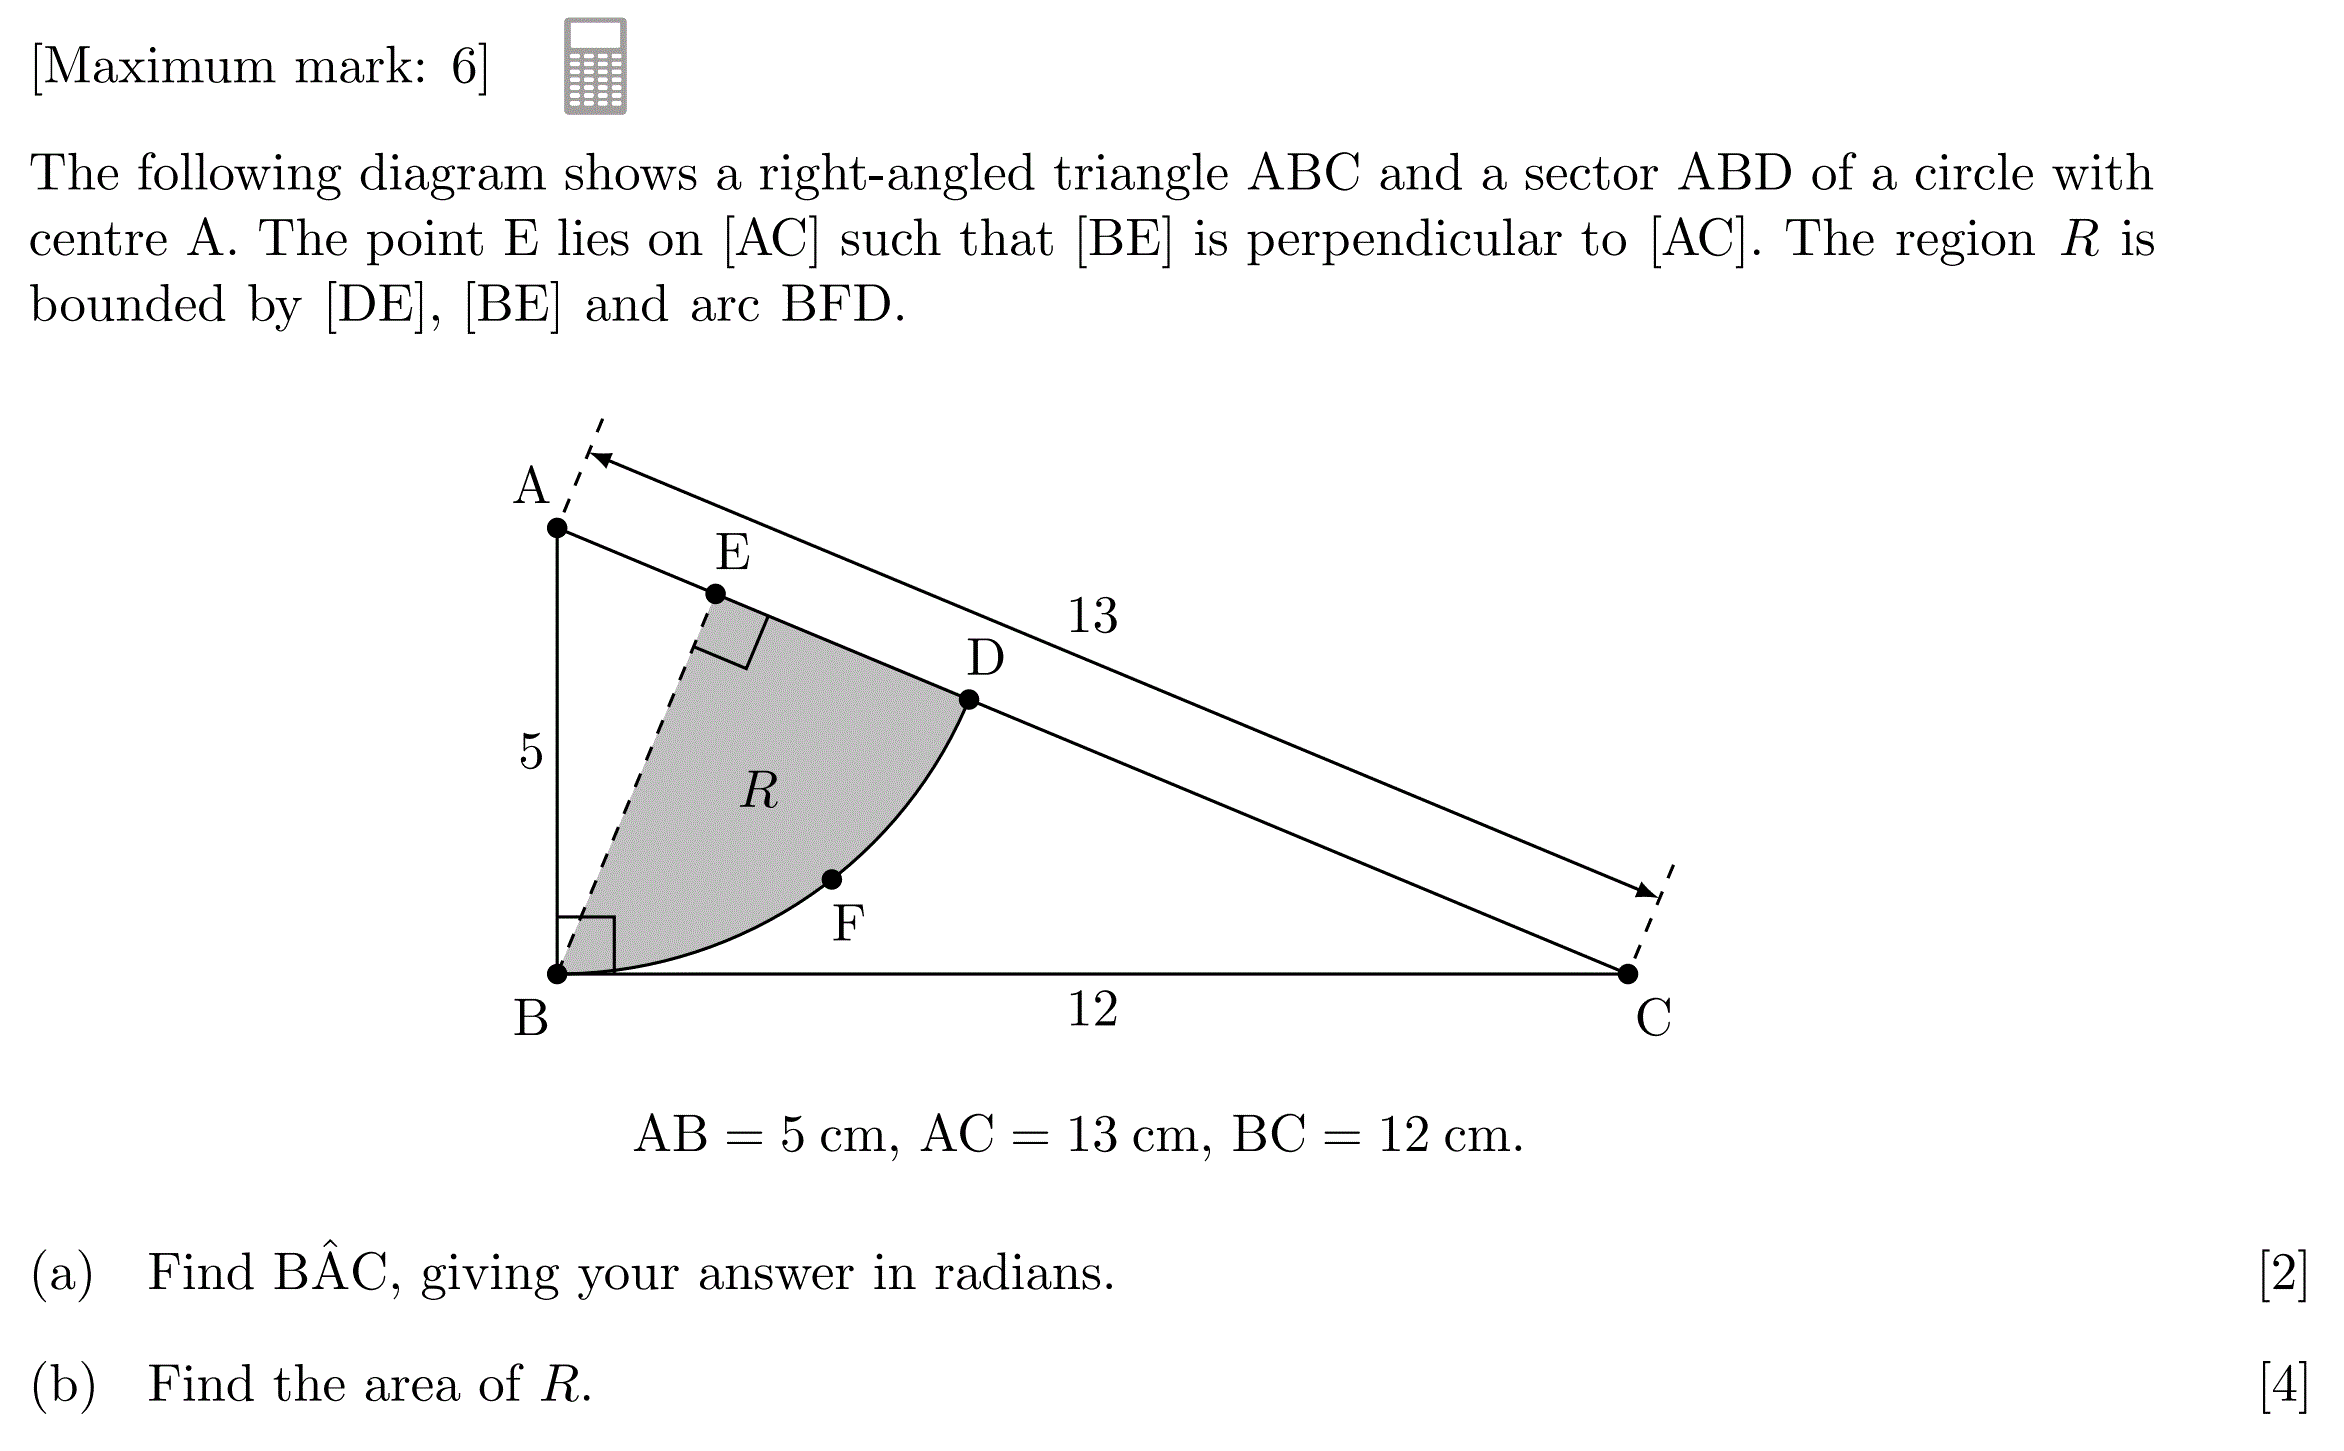 [Maximum mark: 6]
The following diagram shows a right-angled triangle ABC and a sector ABD of a circle with
centre A. The point E lies on [AC] such that [BE] is perpendicular to [AC]. The region R is
bounded by [DE], [BE] and arc BFD.
A
E
13
D
5
R
F
B
12
C
AB = 5 cm, AC = 13 cm, BC = 12 cm.
(a) Find BÂC, giving your answer in radians. [2]
(b) Find the area of R. [4]